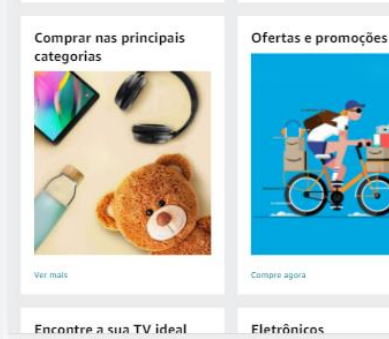 Comprar nas principais
categorias
Ofertas e promoções
Ver mais
Compre agora
Encontre a sua TV ideal
Eletrônicos